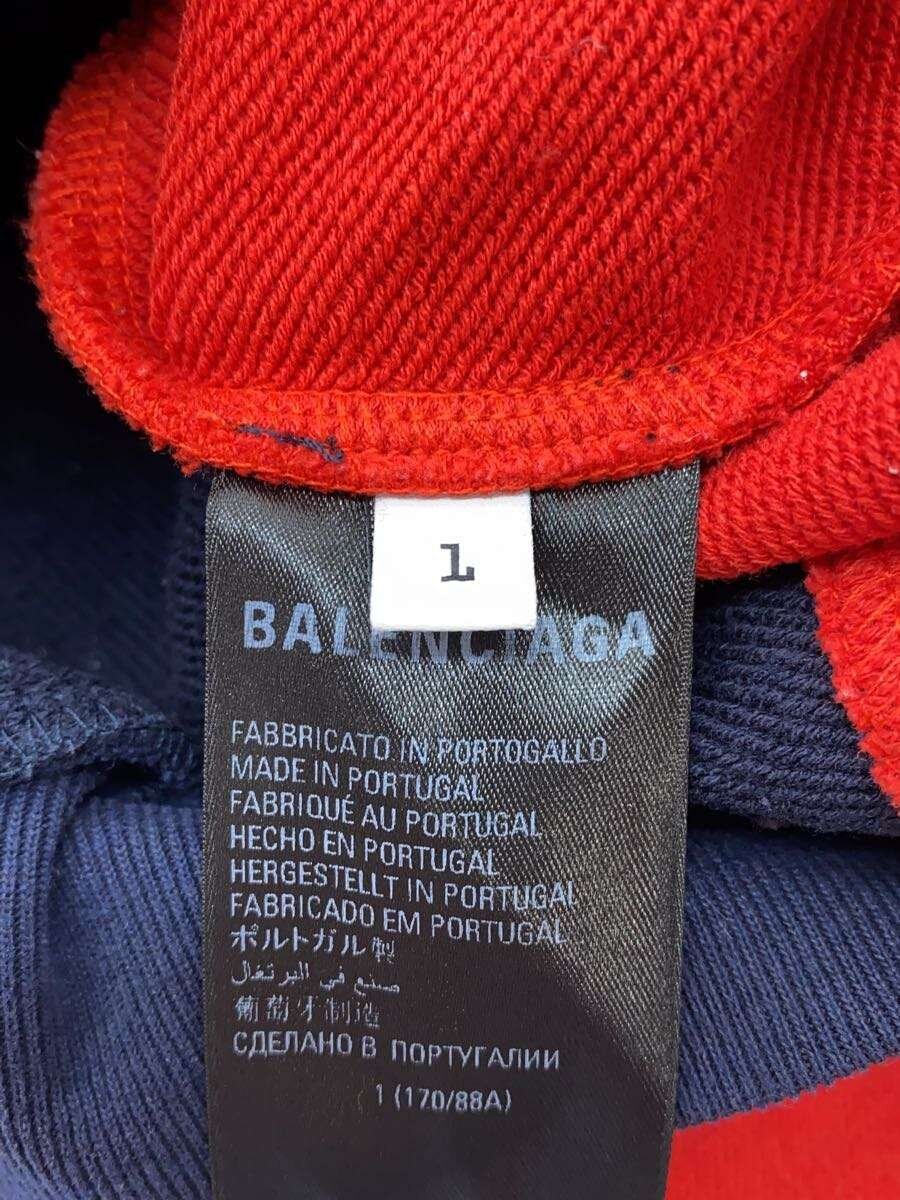 1
BALENCIAGA
FABBRICATO IN PORTOGALLO
MADE IN PORTUGAL
FABRIQUÉ AU PORTUGAL
HECHO EN PORTUGAL
HERGESTELLT IN PORTUGAL
FABRICADO EM PORTUGAL
ポルトガル製
صنع في البرتغال
葡萄牙制造
СДЕЛАНО В ПОРТУГАЛИИ
1 (170/88A)